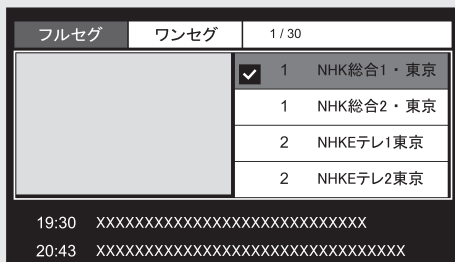 フルセグ ワンセグ 1 / 30
1 NHK総合1・東京
1 NHK総合2・東京
2 NHKEテレ1東京
2 NHKEテレ2東京
19:30 XXXXXXXXXXXXXXXXXXXXXXXXXXXX
20:43 XXXXXXXXXXXXXXXXXXXXXXXXXXXXXXXX